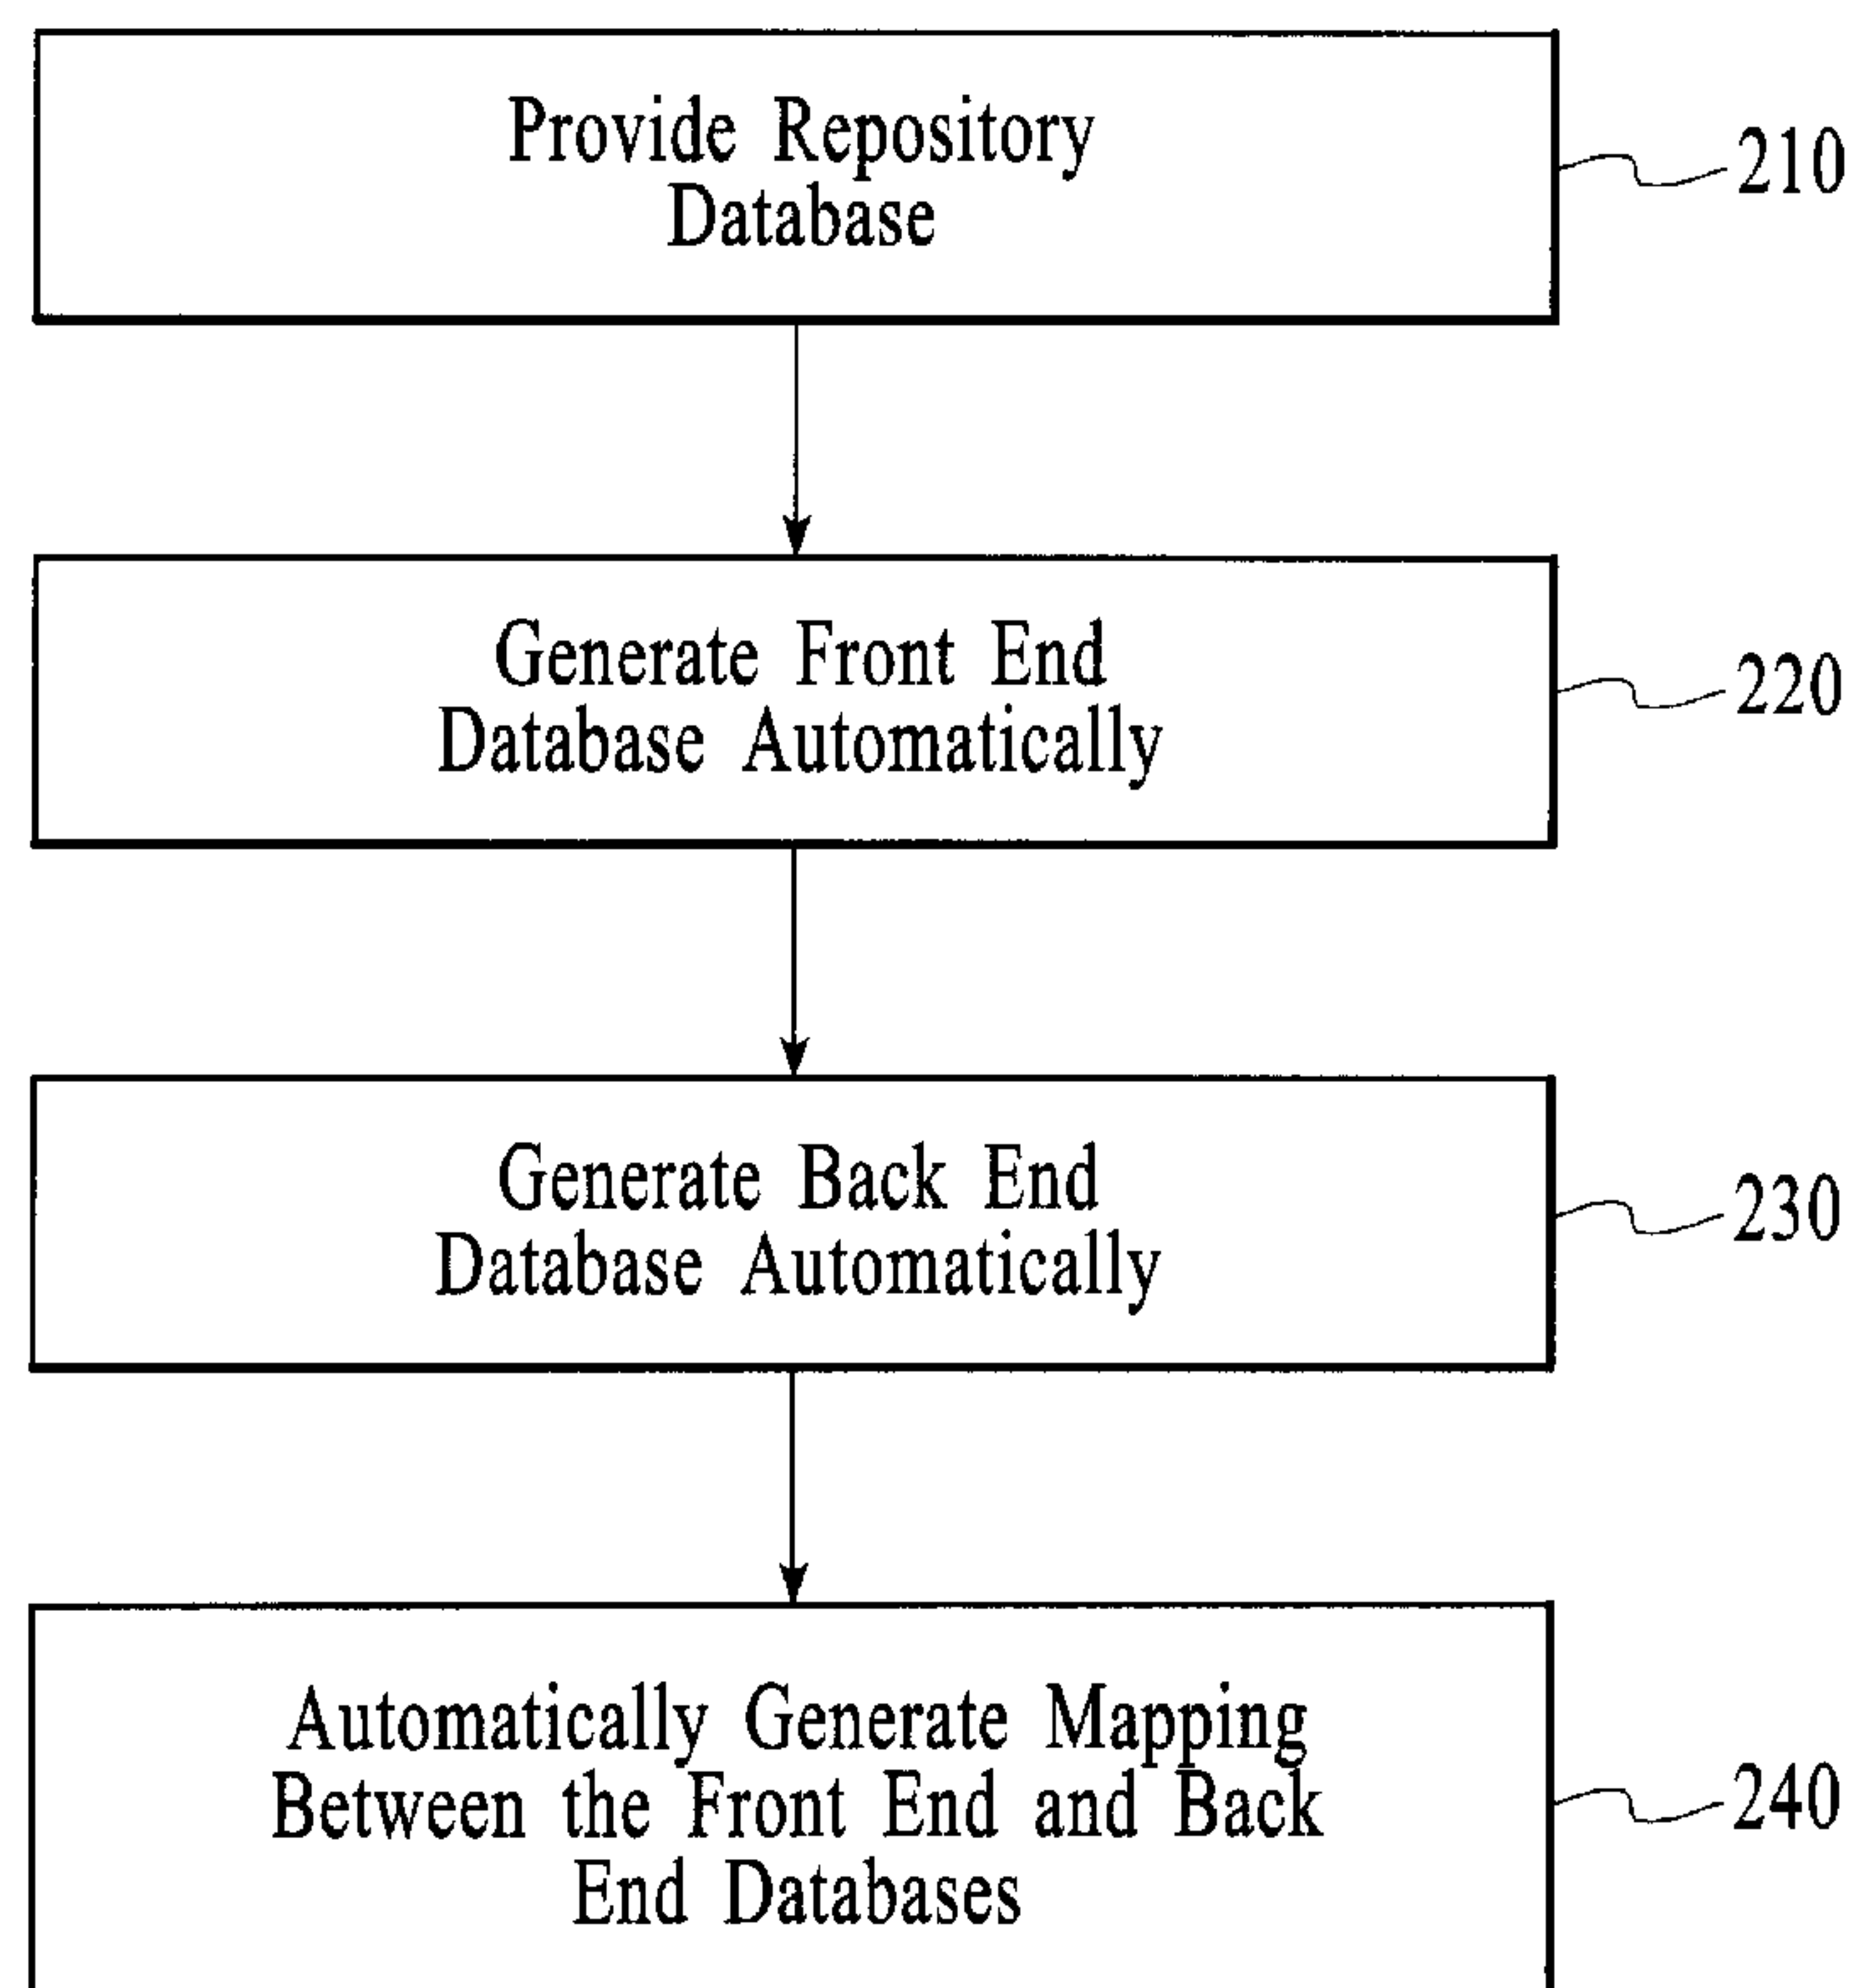 Provide Repository
Database
210
Generate Front End
Database Automatically
220
Generate Back End
Database Automatically
230
Automatically Generate Mapping
Between the Front End and Back
End Databases
240